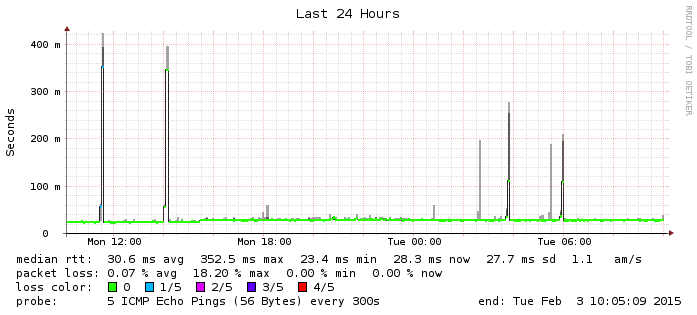 Last 24 Hours
RRDTOOL / TOBI OETIKER
Seconds
400 m
300 m
200 m
100 m
0
Mon 12:00 Mon 18:00 Tue 00:00 Tue 06:00
median rtt: 30.6 ms avg 352.5 ms max 23.4 ms min 28.3 ms now 27.7 ms sd 1.1 am/s
packet loss: 0.07 % avg 18.20 % max 0.00 % min 0.00 % now
loss color: 0 1/5 2/5 3/5 4/5
probe: 5 ICMP Echo Pings (56 Bytes) every 300s end: Tue Feb 3 10:05:09 2015